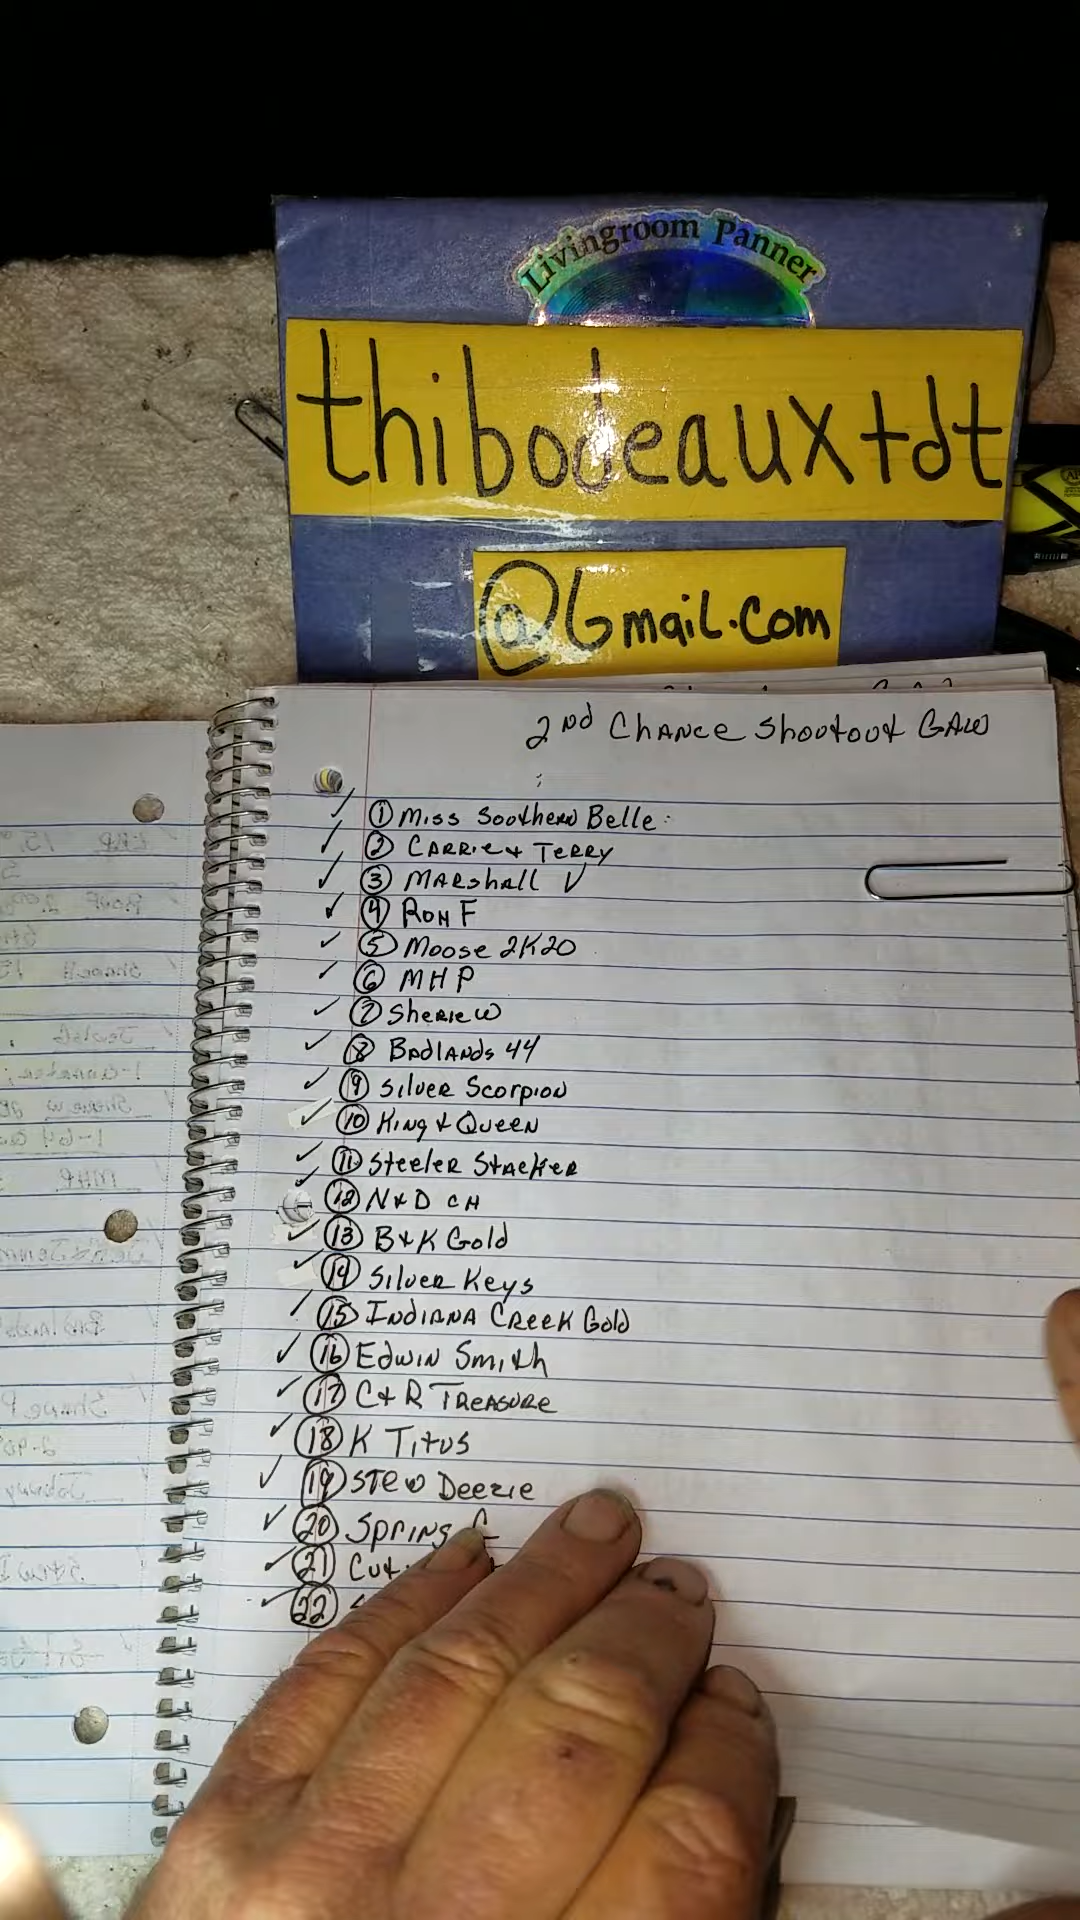 Livingroom Panner
thibodeauxtdt
@Gmail.com
2nd Chance Shootout GAW
1 Miss Southern Belle
2 Carrie + Terry
3 Marshall V
4 Ron F
5 Moose 2K20
6 MHP
7 Sherie W
8 Badlands 44
9 Silver Scorpion
10 King + Queen
11 Steeler Stacker
12 N+D CH
13 B+K Gold
14 Silver Keys
15 Indiana Creek Gold
16 Edwin Smith
17 C+R Treasure
18 K Titus
19 Stew Deezie
20 Spring
21
22